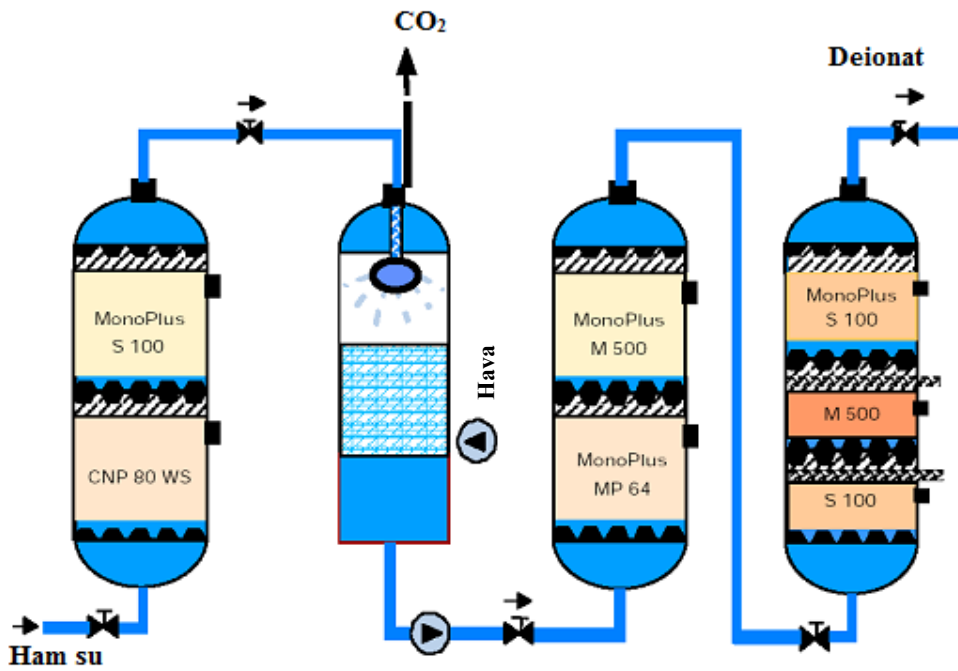 CO₂
Deionat
MonoPlus
S 100
CNP 80 WS
Hava
MonoPlus
M 500
MonoPlus
MP 64
MonoPlus
S 100
M 500
S 100
Ham su